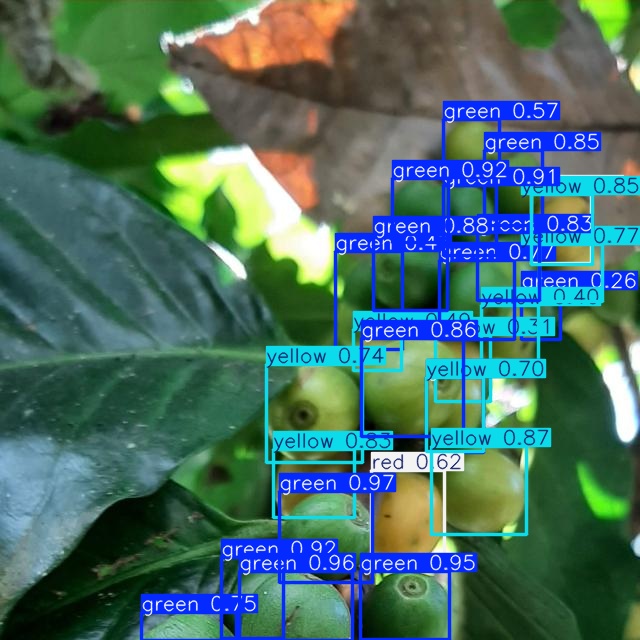 green 0.57
green 0.85
green 0.92
0.91
yellow 0.85
green 0.88
0.83
yellow 0.77
green 0.4
green 0.77
green 0.26
yellow 0.40
0.31
green 0.86
yellow 0.74
yellow 0.70
yellow 0.83
yellow 0.87
red 0.62
green 0.97
green 0.92
green 0.96
green 0.95
green 0.75